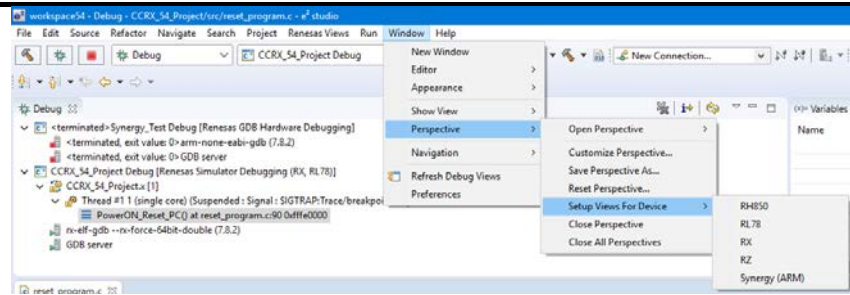 workspace54 - Debug - CCRX_54_Project/src/reset_program.c - e² studio
File Edit Source Refactor Navigate Search Project Renesas Views Run Window Help
Debug CCRX_54_Project Debug New Connection...
New Window
Editor
Appearance
Show View
Perspective
Navigation
Refresh Debug Views
Preferences
Open Perspective
Customize Perspective...
Save Perspective As...
Reset Perspective...
Setup Views For Device
Close Perspective
Close All Perspectives
RH850
RL78
RX
RZ
Synergy (ARM)
Debug
<terminated>Synergy_Test Debug [Renesas GDB Hardware Debugging]
<terminated, exit value: 0>arm-none-eabi-gdb (7.8.2)
<terminated, exit value: 0>GDB server
CCRX_54_Project Debug [Renesas Simulator Debugging (RX, RL78)]
CCRX_54_Project.x [1]
Thread #1 1 (single core) (Suspended : Signal : SIGTRAP:Trace/breakpoi
PowerON_Reset_PC() at reset_program.c:90 0xfffe0000
rx-elf-gdb --rx-force-64bit-double (7.8.2)
GDB server
(x)= Variables
Name
reset_program.c